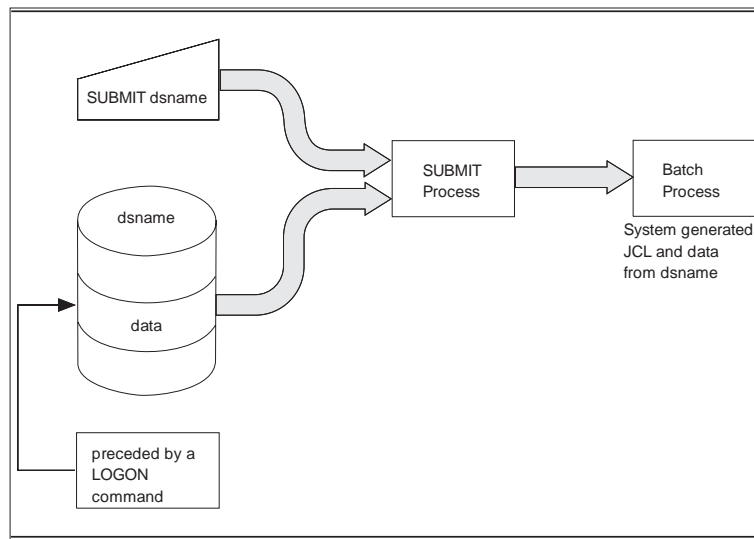 SUBMIT dsname
SUBMIT
Process
Batch
Process
System generated
JCL and data
from dsname
dsname
data
preceded by a
LOGON
command